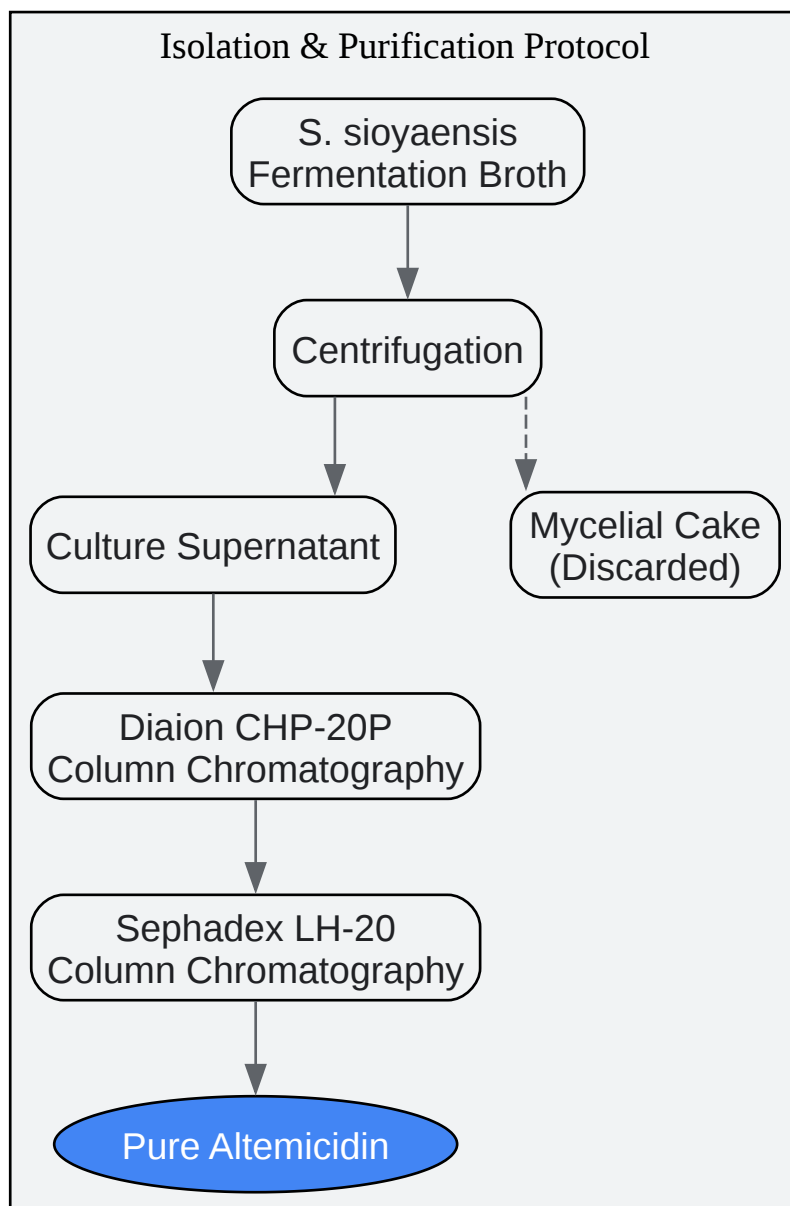 Isolation & Purification Protocol
S. sioyaensis
Fermentation Broth
Centrifugation
Culture Supernatant
Mycelial Cake
(Discarded)
Diaion CHP-20P
Column Chromatography
Sephadex LH-20
Column Chromatography
Pure Altemicidin